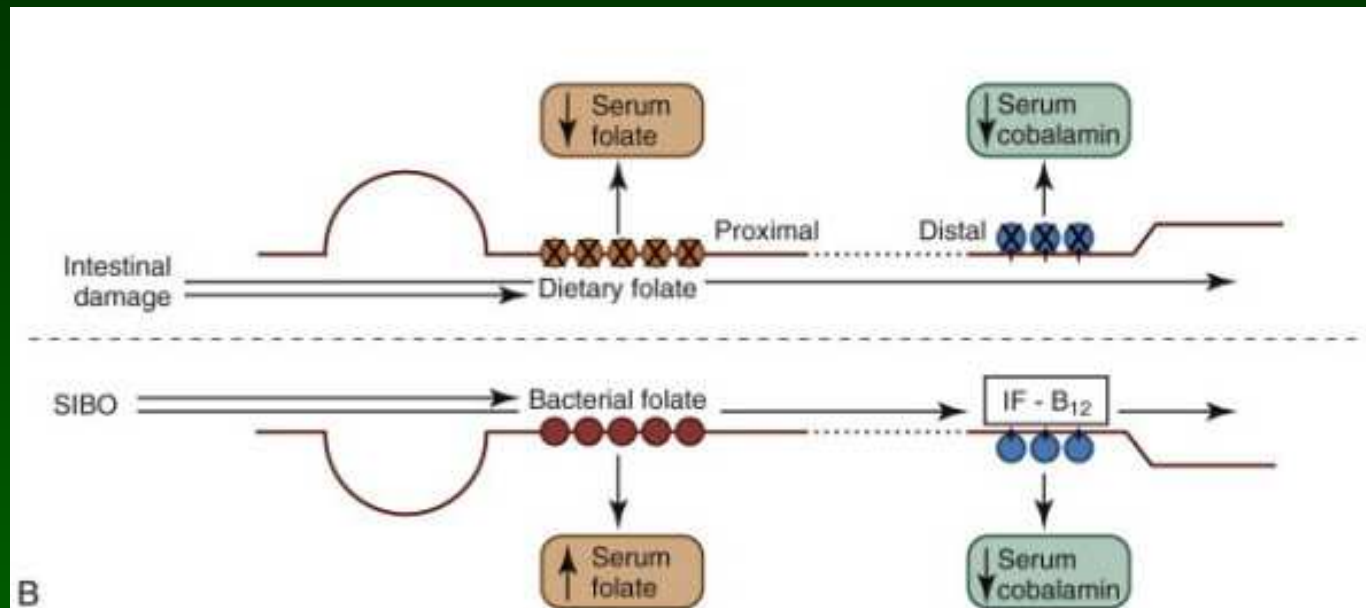 Serum
folate
Serum
cobalamin
Proximal
Distal
Intestinal
damage
Dietary folate
SIBO
Bacterial folate
IF - B₁₂
Serum
folate
Serum
cobalamin
B